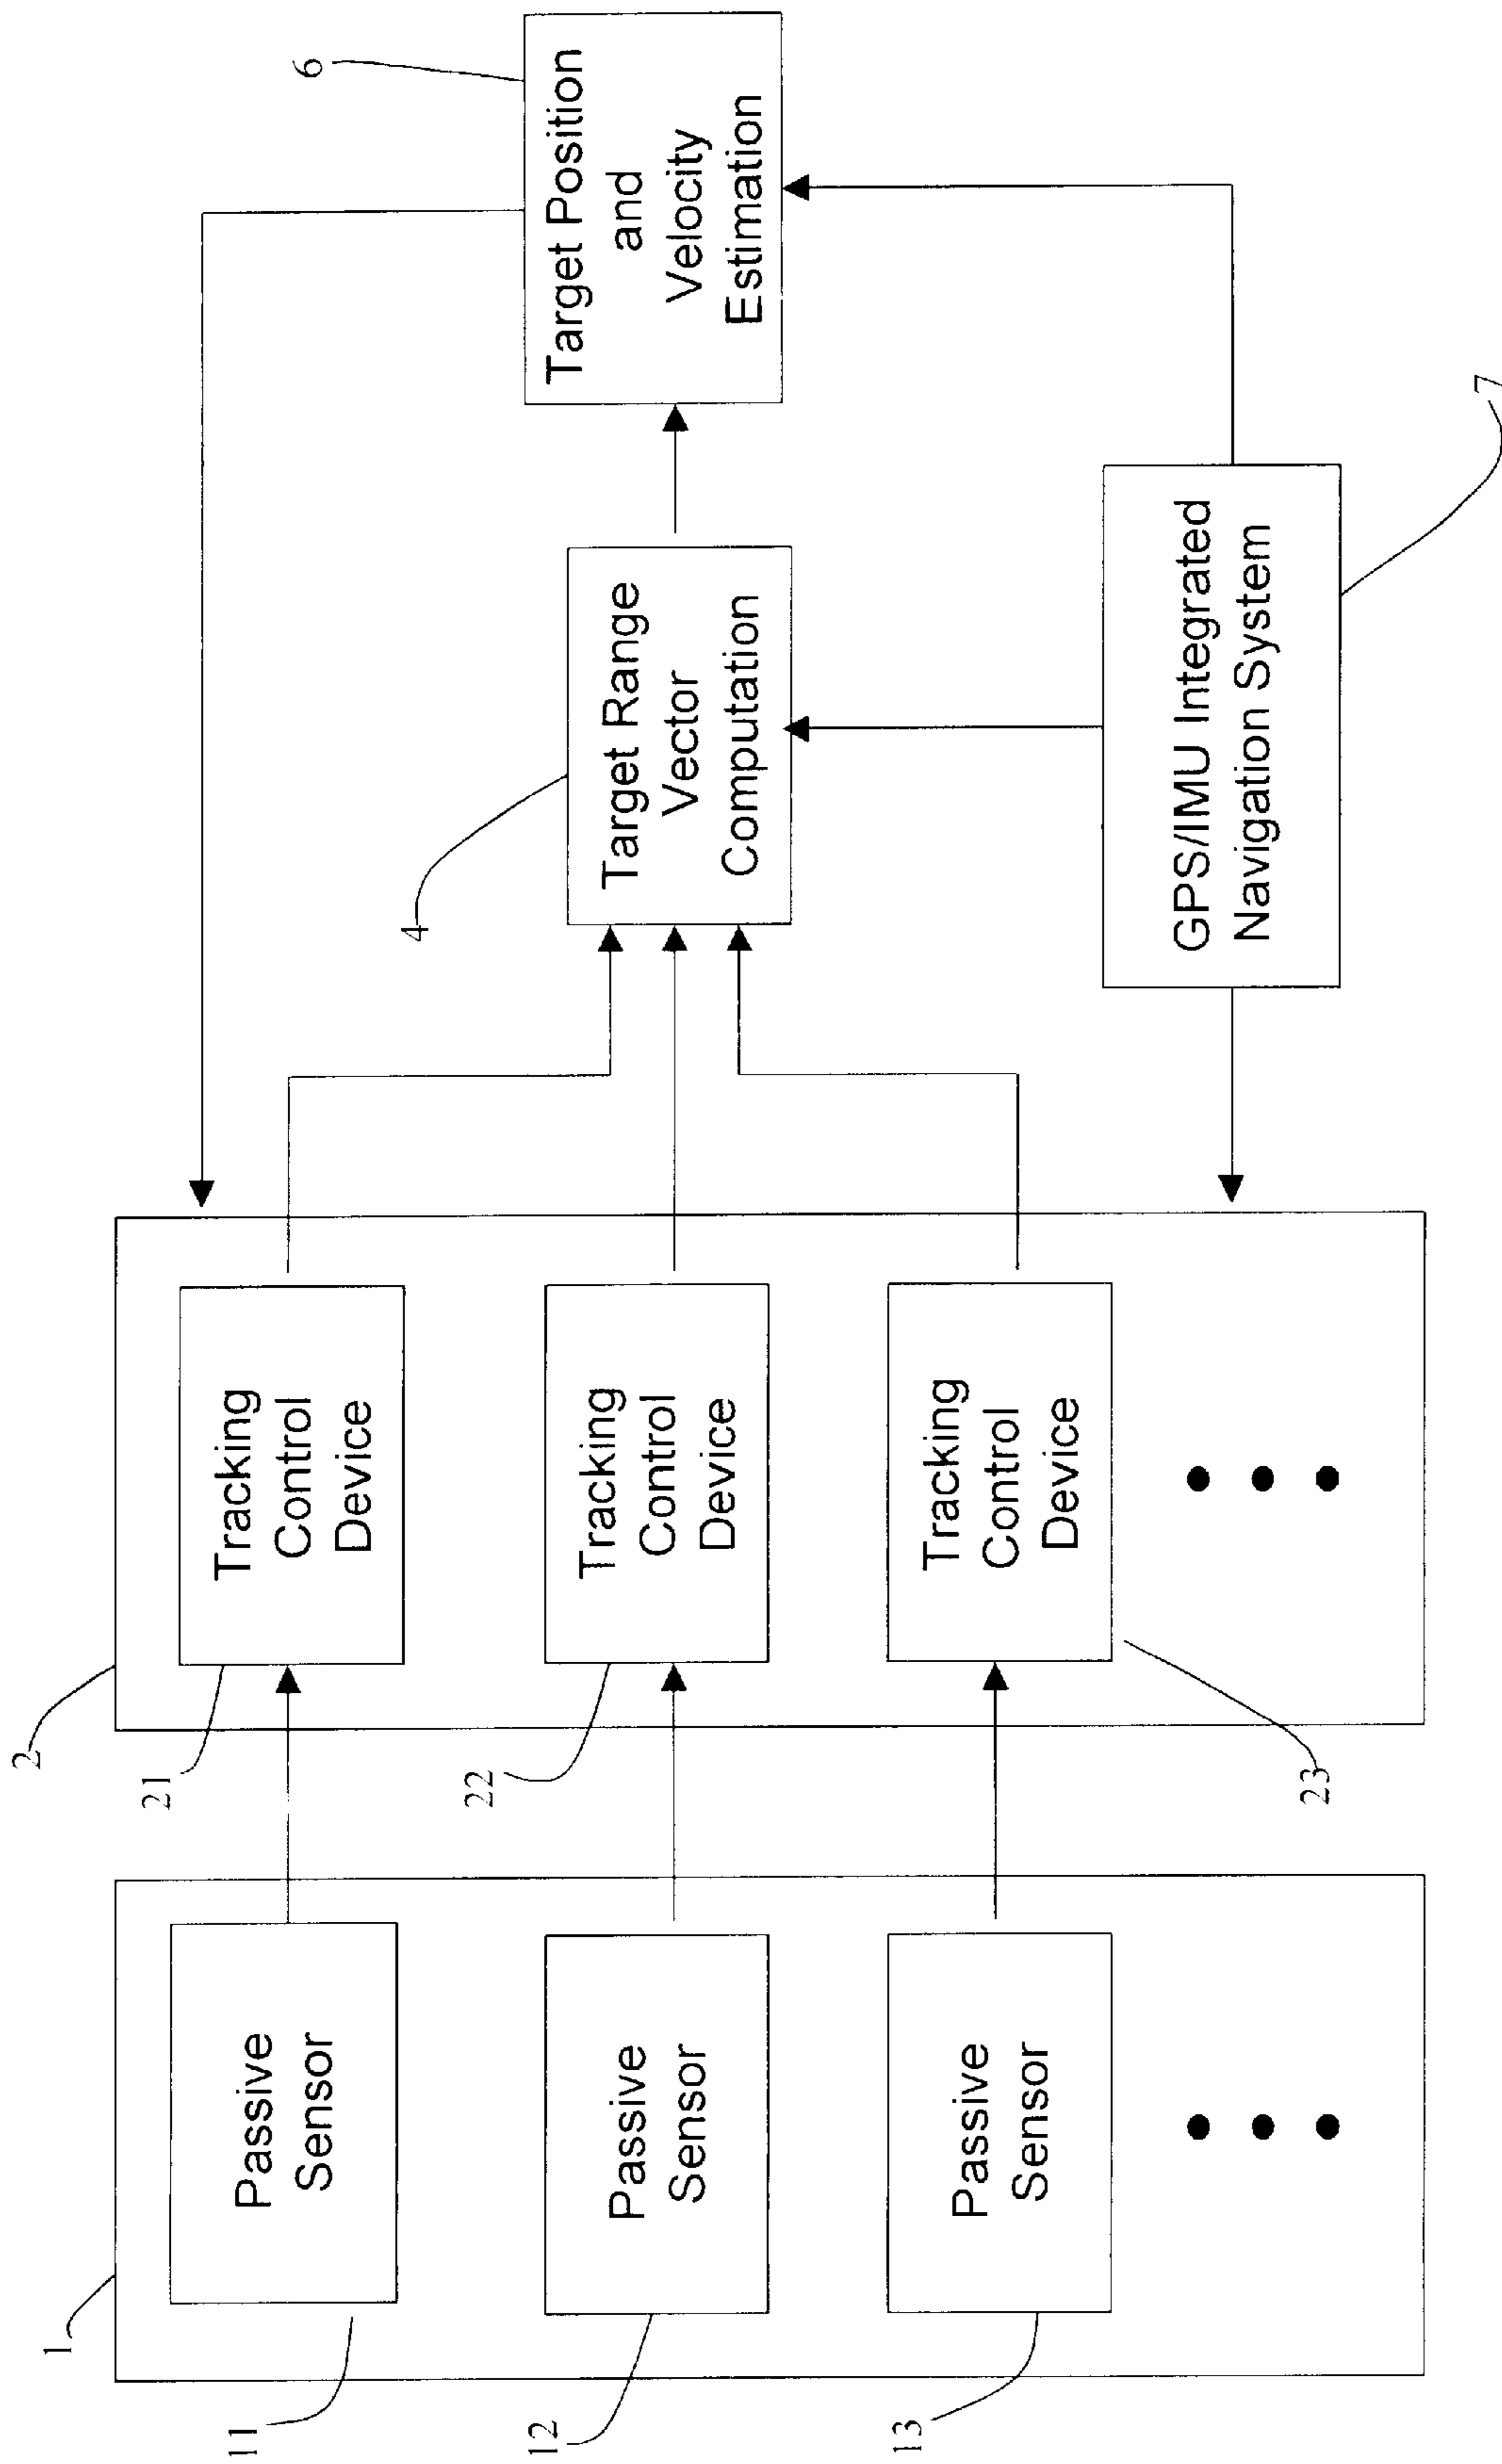 1
11
Passive
Sensor
12
Passive
Sensor
13
Passive
Sensor
2
21
Tracking
Control
Device
22
Tracking
Control
Device
23
Tracking
Control
Device
4
Target Range
Vector
Computation
6
Target Position
and
Velocity
Estimation
7
GPS/IMU Integrated
Navigation System